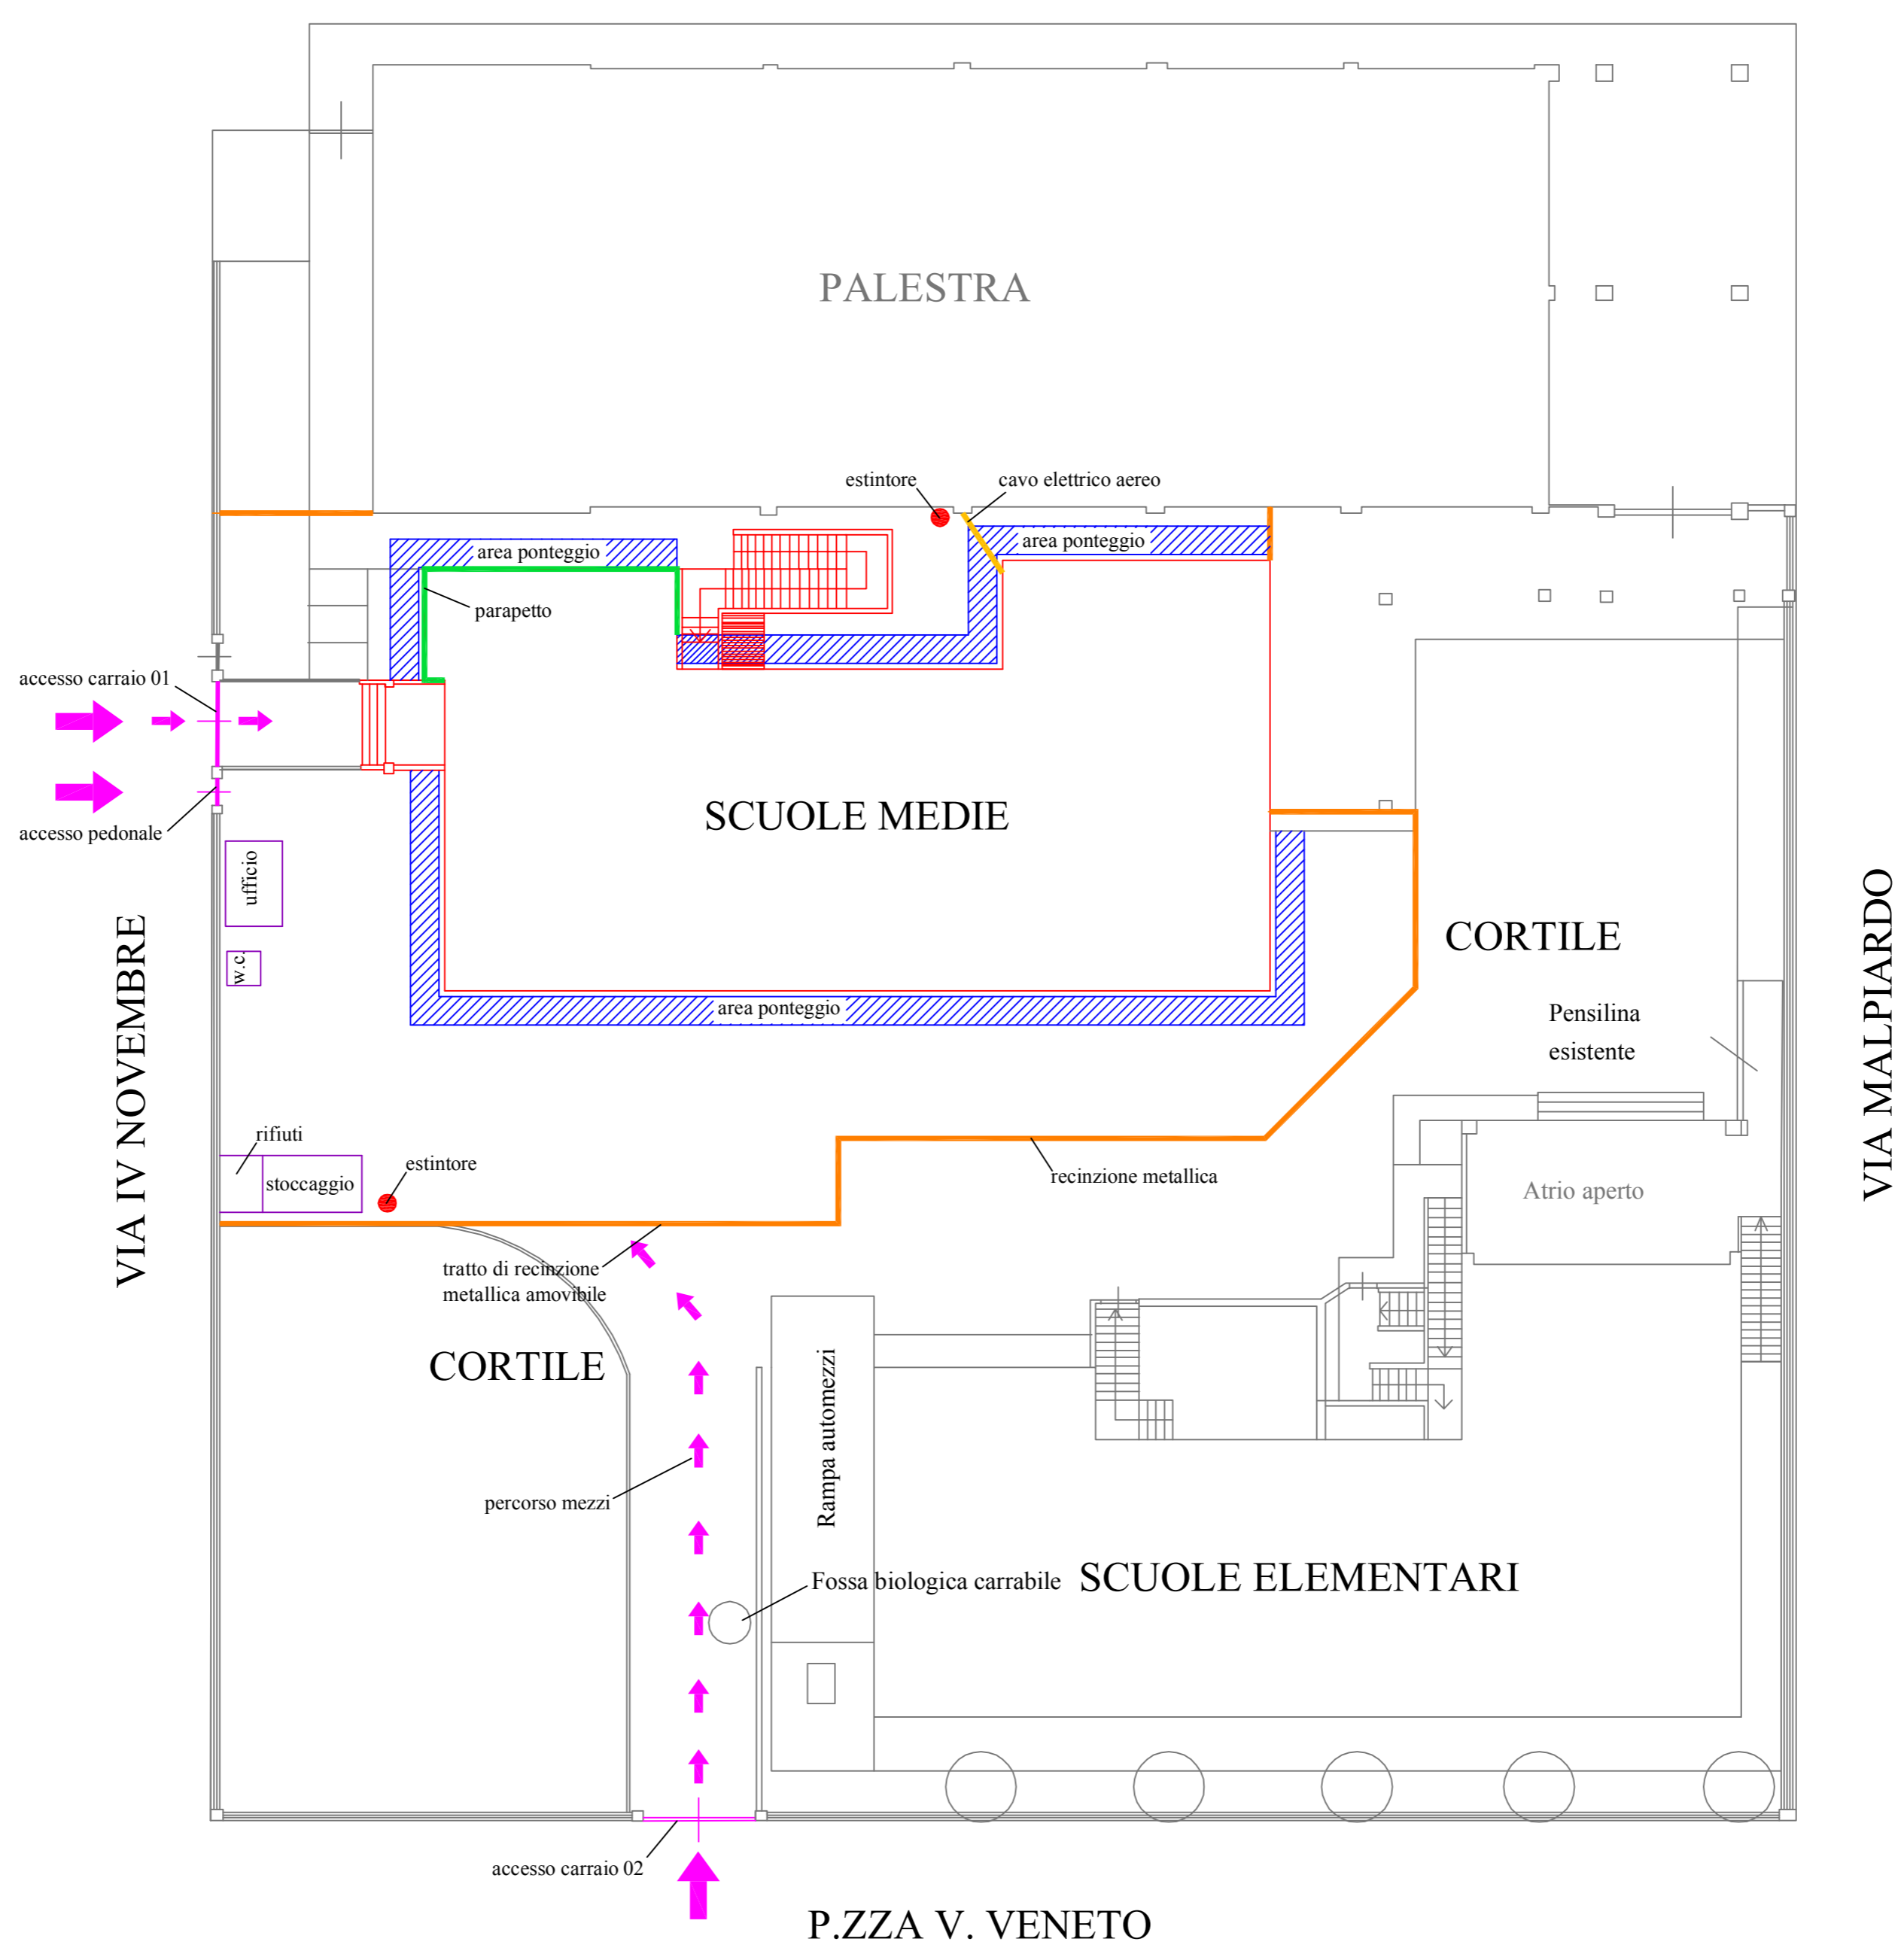 PALESTRA
estintore
cavo elettrico aereo
area ponteggio
area ponteggio
parapetto
accesso carraio 01
SCUOLE MEDIE
accesso pedonale
ufficio
w.c.
VIA IV NOVEMBRE
CORTILE
VIA MALPIARDO
area ponteggio
Pensilina
esistente
rifiuti
stoccaggio
estintore
recinzione metallica
Atrio aperto
tratto di recinzione
metallica amovibile
CORTILE
Rampa automezzi
percorso mezzi
Fossa biologica carrabile
SCUOLE ELEMENTARI
accesso carraio 02
P.ZZA V. VENETO